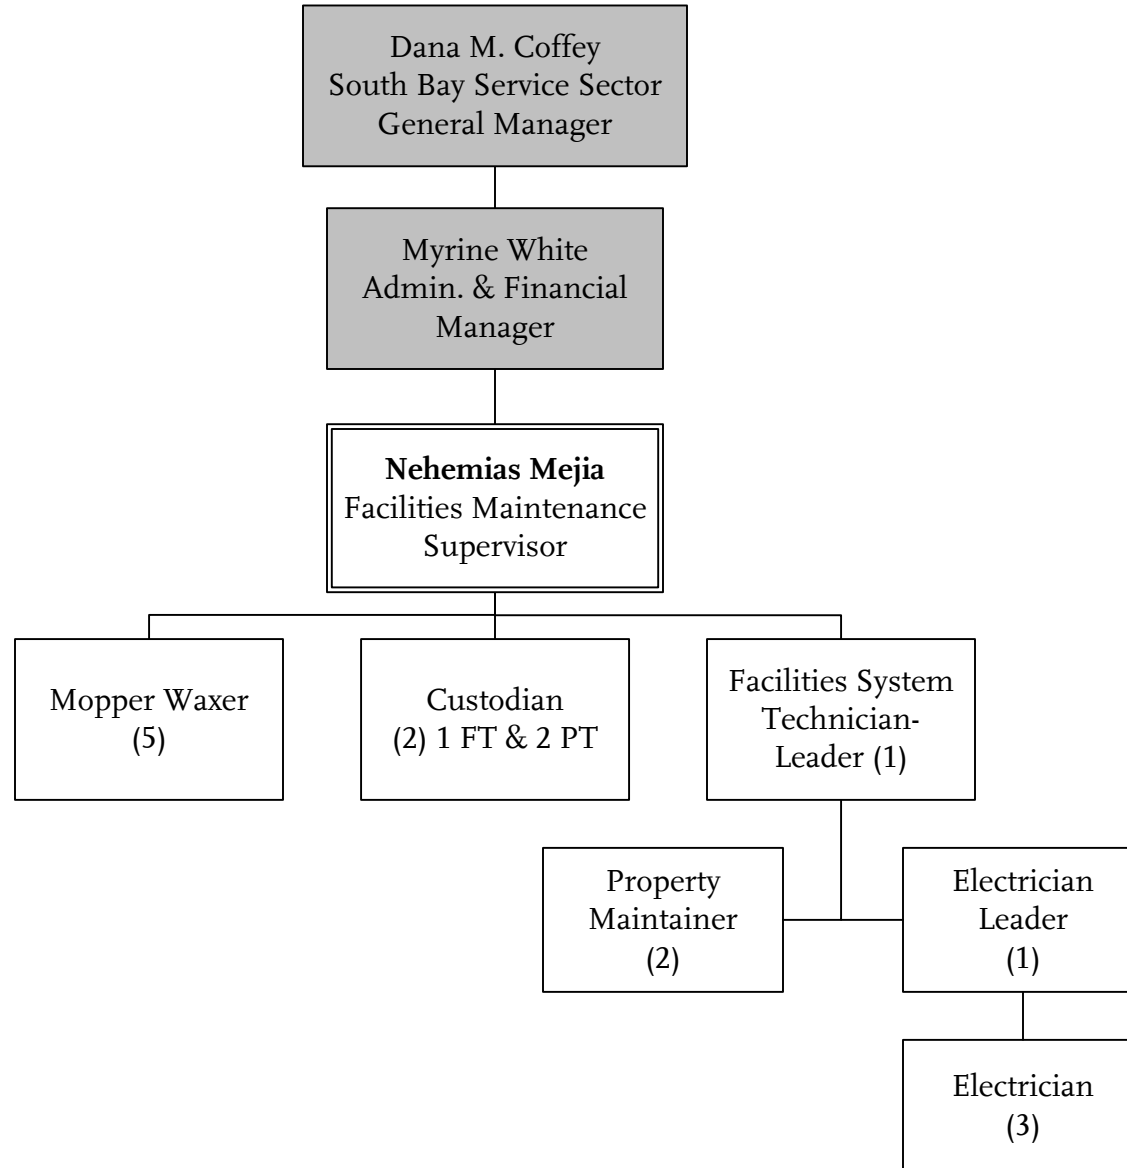 Dana M. Coffey
South Bay Service Sector
General Manager
Myrine White
Admin. & Financial
Manager
Nehemias Mejia
Facilities Maintenance
Supervisor
Mopper Waxer
(5)
Custodian
(2) 1 FT & 2 PT
Facilities System
Technician-
Leader (1)
Property
Maintainer
(2)
Electrician
Leader
(1)
Electrician
(3)